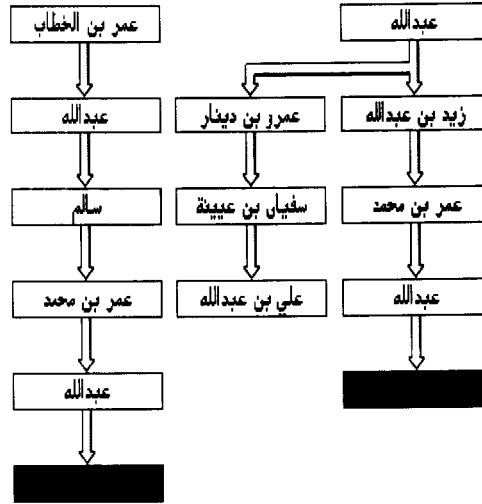 عبدالله
عمر بن الخطاب
زيد بن عبدالله
عمرو بن دينار
عبدالله
عمر بن محمد
سفيان بن عيينة
سالم
عبدالله
علي بن عبدالله
عمر بن محمد
عبدالله